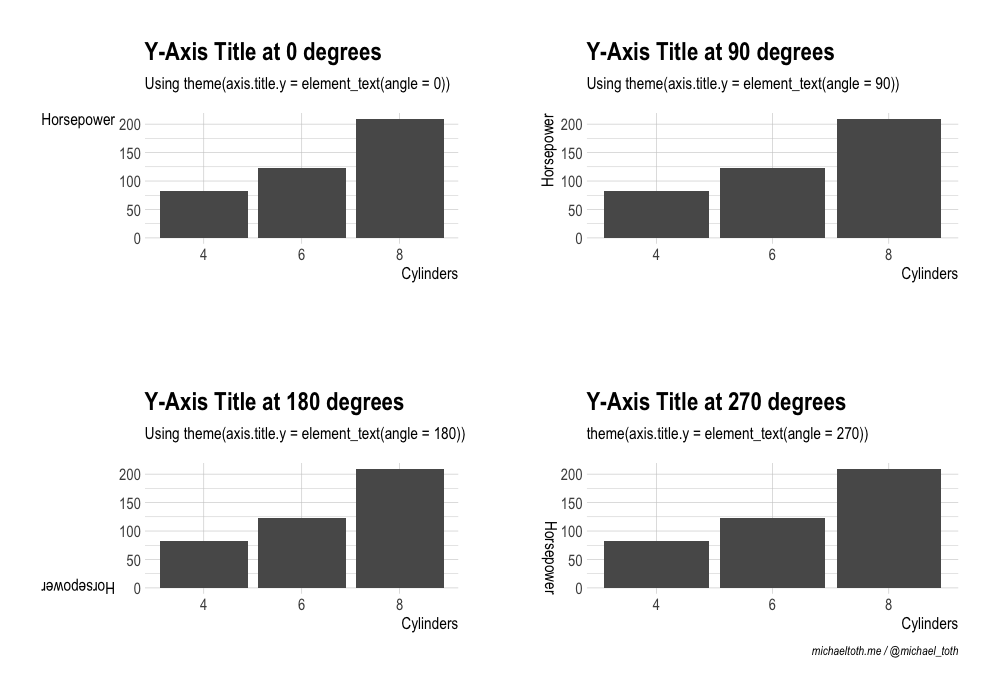 Y-Axis Title at 0 degrees
Using theme(axis.title.y = element_text(angle = 0))
Horsepower
200
150
100
50
0
4 6 8
Cylinders
Y-Axis Title at 90 degrees
Using theme(axis.title.y = element_text(angle = 90))
Horsepower
200
150
100
50
0
4 6 8
Cylinders
Y-Axis Title at 180 degrees
Using theme(axis.title.y = element_text(angle = 180))
200
150
100
50
0
Horsepower
4 6 8
Cylinders
Y-Axis Title at 270 degrees
theme(axis.title.y = element_text(angle = 270))
200
150
100
50
0
Horsepower
4 6 8
Cylinders
michaeltoth.me / @michael_toth